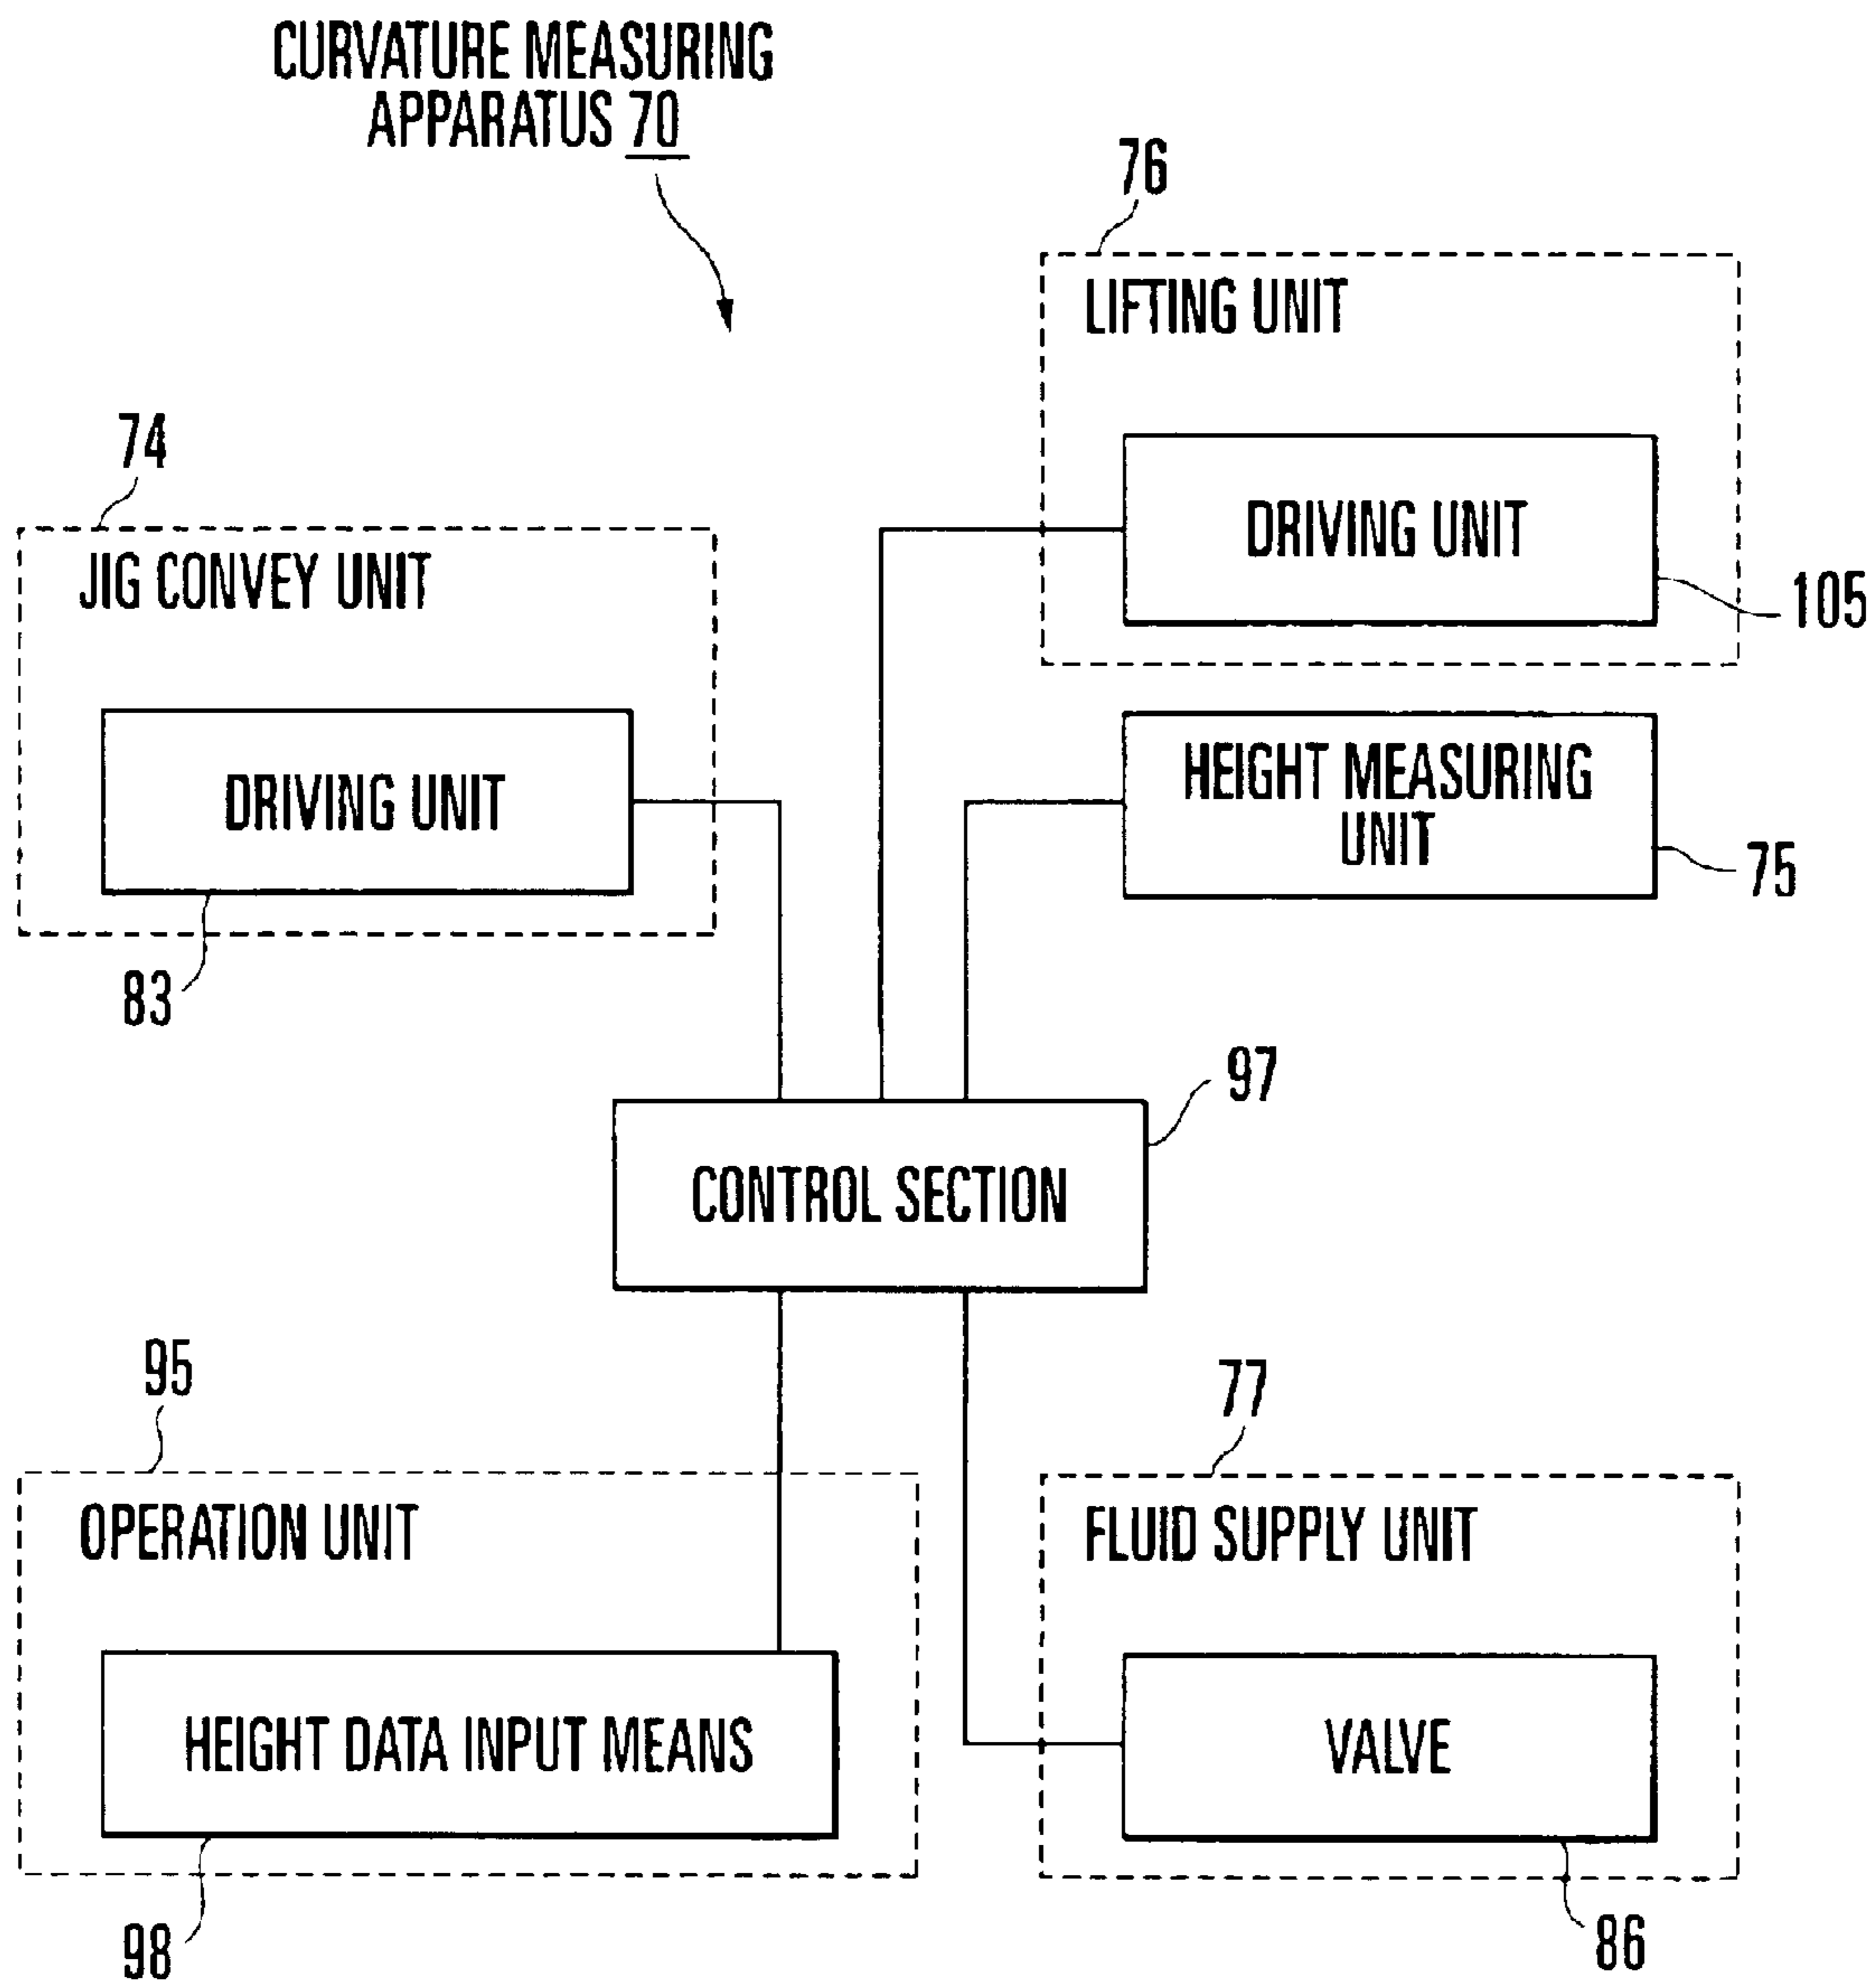 CURVATURE MEASURING
APPARATUS 70
76
LIFTING UNIT
DRIVING UNIT
105
74
JIG CONVEY UNIT
DRIVING UNIT
83
HEIGHT MEASURING
UNIT
75
97
CONTROL SECTION
95
OPERATION UNIT
HEIGHT DATA INPUT MEANS
98
77
FLUID SUPPLY UNIT
VALVE
86